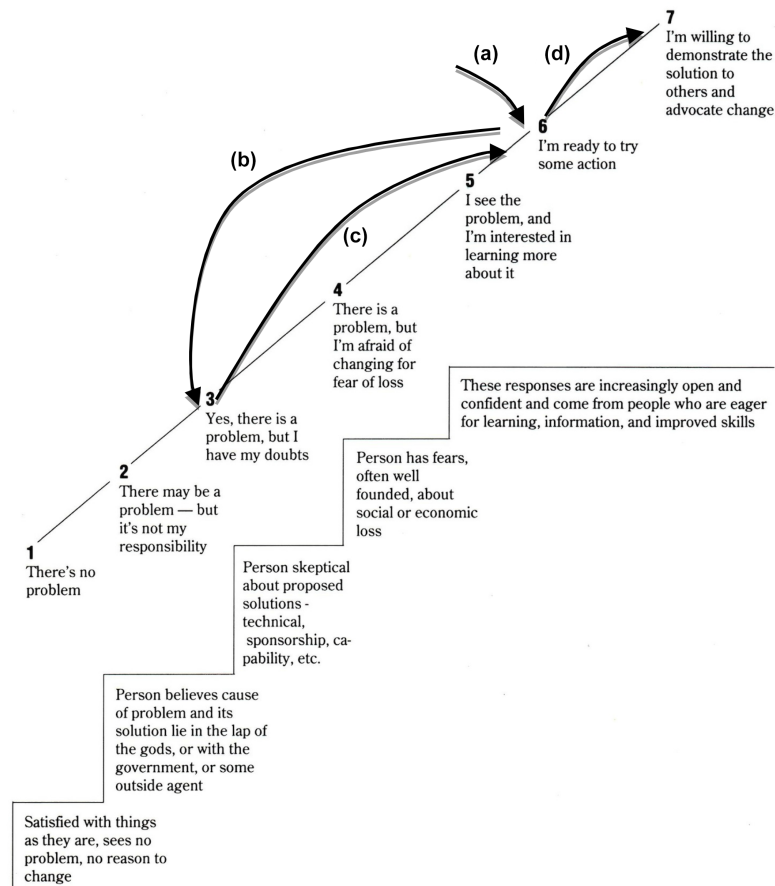 7
I'm willing to
demonstrate the
solution to
others and
advocate change
(a)
(d)
6
I'm ready to try
some action
(b)
5
I see the
problem, and
I'm interested in
learning more
about it
(c)
4
There is a
problem, but
I'm afraid of
changing for
fear of loss
3
Yes, there is a
problem, but I
have my doubts
2
There may be a
problem — but
it's not my
responsibility
1
There's no
problem
These responses are increasingly open and
confident and come from people who are eager
for learning, information, and improved skills
Person has fears,
often well
founded, about
social or economic
loss
Person skeptical
about proposed
solutions -
technical,
sponsorship, ca-
pability, etc.
Person believes cause
of problem and its
solution lie in the lap of
the gods, or with the
government, or some
outside agent
Satisfied with things
as they are, sees no
problem, no reason to
change